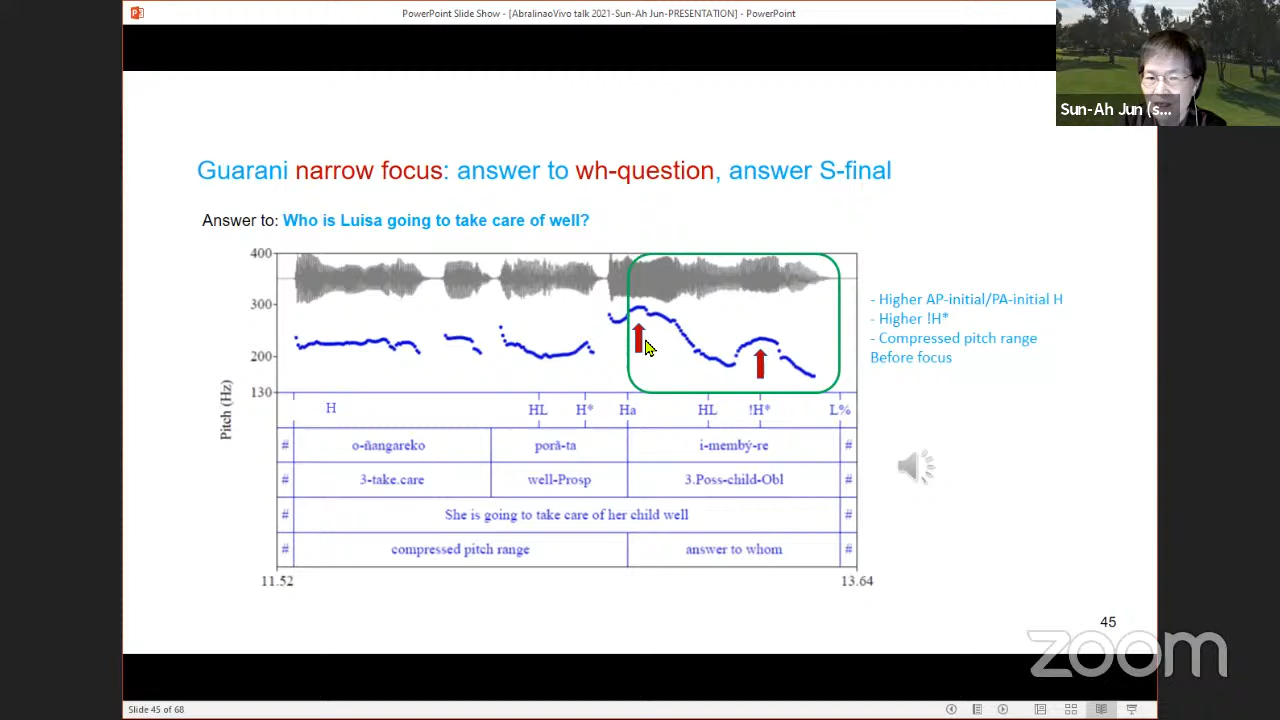 PowerPoint Slide Show - [AbralinaoVivo talk 2021-Sun-Ah Jun-PRESENTATION] - PowerPoint
Sun-Ah Jun (s...
Guarani narrow focus: answer to wh-question, answer S-final
Answer to: Who is Luisa going to take care of well?
400
300
200
130
Pitch (Hz)
- Higher AP-initial/PA-initial H
- Higher !H*
- Compressed pitch range
Before focus
H HL H* Ha HL !H* L%
# o-ñangareko porã-ta i-membý-re #
# 3-take.care well-Prosp 3.Poss-child-Obl #
# She is going to take care of her child well #
# compressed pitch range answer to whom #
11.52 13.64
45
zoom
Slide 45 of 68